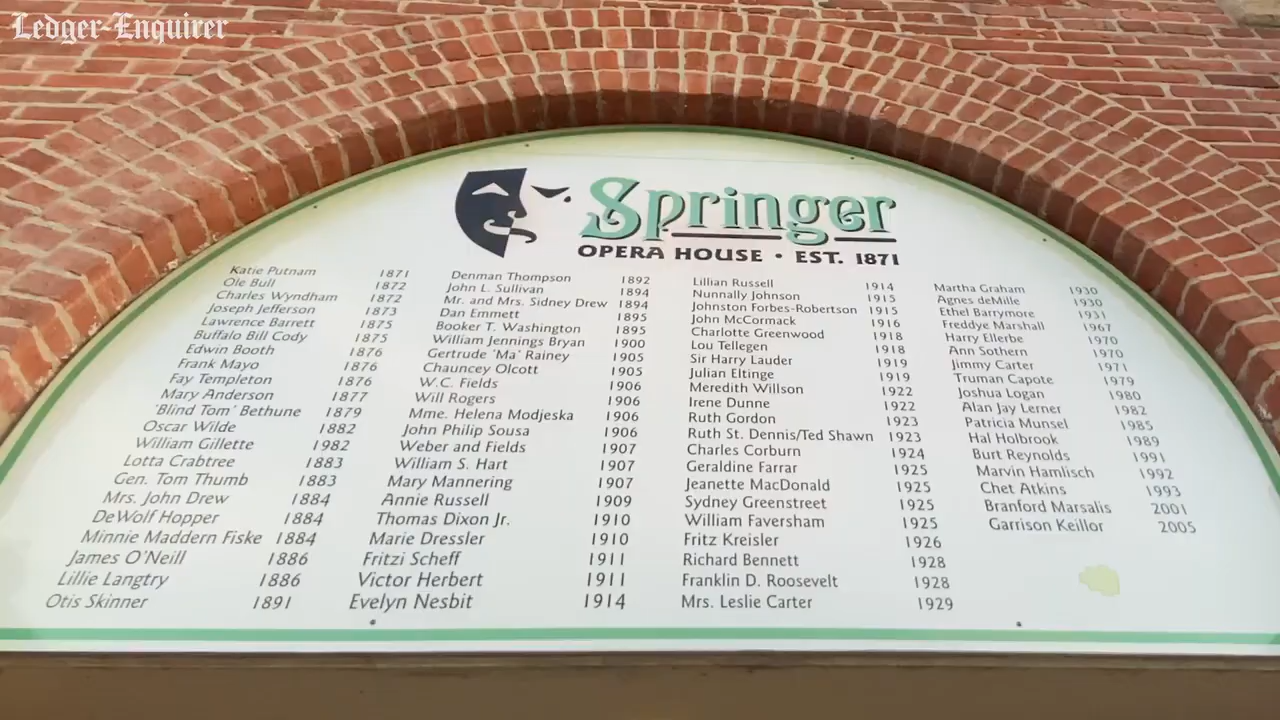 Ledger-Enquirer
Springer
OPERA HOUSE • EST. 1871
Katie Putnam 1871
Ole Bull 1872
Charles Wyndham 1872
Joseph Jefferson 1873
Lawrence Barrett 1875
Buffalo Bill Cody 1875
Edwin Booth 1876
Frank Mayo 1876
Fay Templeton 1876
Mary Anderson 1877
'Blind Tom' Bethune 1879
Oscar Wilde 1882
William Gillette 1982
Lotta Crabtree 1883
Gen. Tom Thumb 1883
Mrs. John Drew 1884
DeWolf Hopper 1884
Minnie Maddern Fiske 1884
James O'Neill 1886
Lillie Langtry 1886
Otis Skinner 1891
Denman Thompson 1892
John L. Sullivan 1894
Mr. and Mrs. Sidney Drew 1894
Dan Emmett 1895
Booker T. Washington 1895
William Jennings Bryan 1900
Gertrude 'Ma' Rainey 1905
Chauncey Olcott 1905
W.C. Fields 1906
Will Rogers 1906
Mme. Helena Modjeska 1906
John Philip Sousa 1906
Weber and Fields 1907
William S. Hart 1907
Mary Mannering 1907
Annie Russell 1909
Thomas Dixon Jr. 1910
Marie Dressler 1910
Fritzi Scheff 1911
Victor Herbert 1911
Evelyn Nesbit 1914
Lillian Russell 1914
Nunnally Johnson 1915
Johnston Forbes-Robertson 1915
John McCormack 1916
Charlotte Greenwood 1918
Lou Tellegen 1918
Sir Harry Lauder 1919
Julian Eltinge 1919
Meredith Willson 1922
Irene Dunne 1922
Ruth Gordon 1923
Ruth St. Dennis/Ted Shawn 1923
Charles Corburn 1924
Geraldine Farrar 1925
Jeanette MacDonald 1925
Sydney Greenstreet 1925
William Faversham 1925
Fritz Kreisler 1926
Richard Bennett 1928
Franklin D. Roosevelt 1928
Mrs. Leslie Carter 1929
Martha Graham 1930
Agnes deMille 1930
Ethel Barrymore 1931
Freddye Marshall 1967
Harry Ellerbe 1970
Ann Sothern 1970
Jimmy Carter 1971
Truman Capote 1979
Joshua Logan 1980
Alan Jay Lerner 1982
Patricia Munsel 1985
Hal Holbrook 1989
Burt Reynolds 1991
Marvin Hamlisch 1992
Chet Atkins 1993
Branford Marsalis 2001
Garrison Keillor 2005